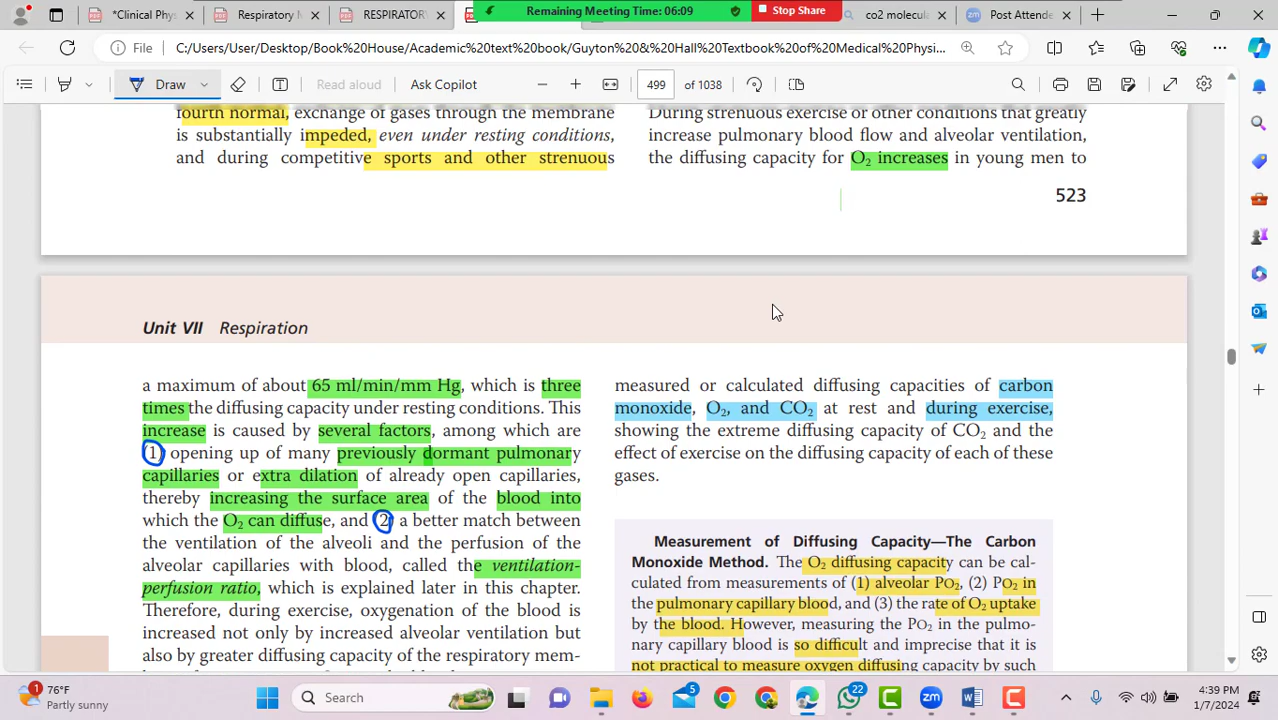 *Clinical Phys
Respiratory M
RESPIRATORY
Remaining Meeting Time: 06:09
Stop Share
co2 molecula
Post Attende
File
C:/Users/User/Desktop/Book%20House/Academic%20text%20book/Guyton%20&%20Hall%20Textbook%20of%20Medical%20Physi...
Draw
Read aloud
Ask Copilot
499 of 1038
fourth normal, exchange of gases through the membrane
is substantially impeded, even under resting conditions,
and during competitive sports and other strenuous
During strenuous exercise or other conditions that greatly
increase pulmonary blood flow and alveolar ventilation,
the diffusing capacity for O₂ increases in young men to
523
Unit VII Respiration
a maximum of about 65 ml/min/mm Hg, which is three
times the diffusing capacity under resting conditions. This
increase is caused by several factors, among which are
(1) opening up of many previously dormant pulmonary
capillaries or extra dilation of already open capillaries,
thereby increasing the surface area of the blood into
which the O₂ can diffuse, and (2) a better match between
the ventilation of the alveoli and the perfusion of the
alveolar capillaries with blood, called the ventilation-
perfusion ratio, which is explained later in this chapter.
Therefore, during exercise, oxygenation of the blood is
increased not only by increased alveolar ventilation but
also by greater diffusing capacity of the respiratory mem-
measured or calculated diffusing capacities of carbon
monoxide, O₂, and CO₂ at rest and during exercise,
showing the extreme diffusing capacity of CO₂ and the
effect of exercise on the diffusing capacity of each of these
gases.
Measurement of Diffusing Capacity—The Carbon
Monoxide Method. The O₂ diffusing capacity can be cal-
culated from measurements of (1) alveolar PO₂, (2) PO₂ in
the pulmonary capillary blood, and (3) the rate of O₂ uptake
by the blood. However, measuring the PO₂ in the pulmo-
nary capillary blood is so difficult and imprecise that it is
not practical to measure oxygen diffusing capacity by such
1
76°F
Partly sunny
Search
5
22
4:39 PM
1/7/2024